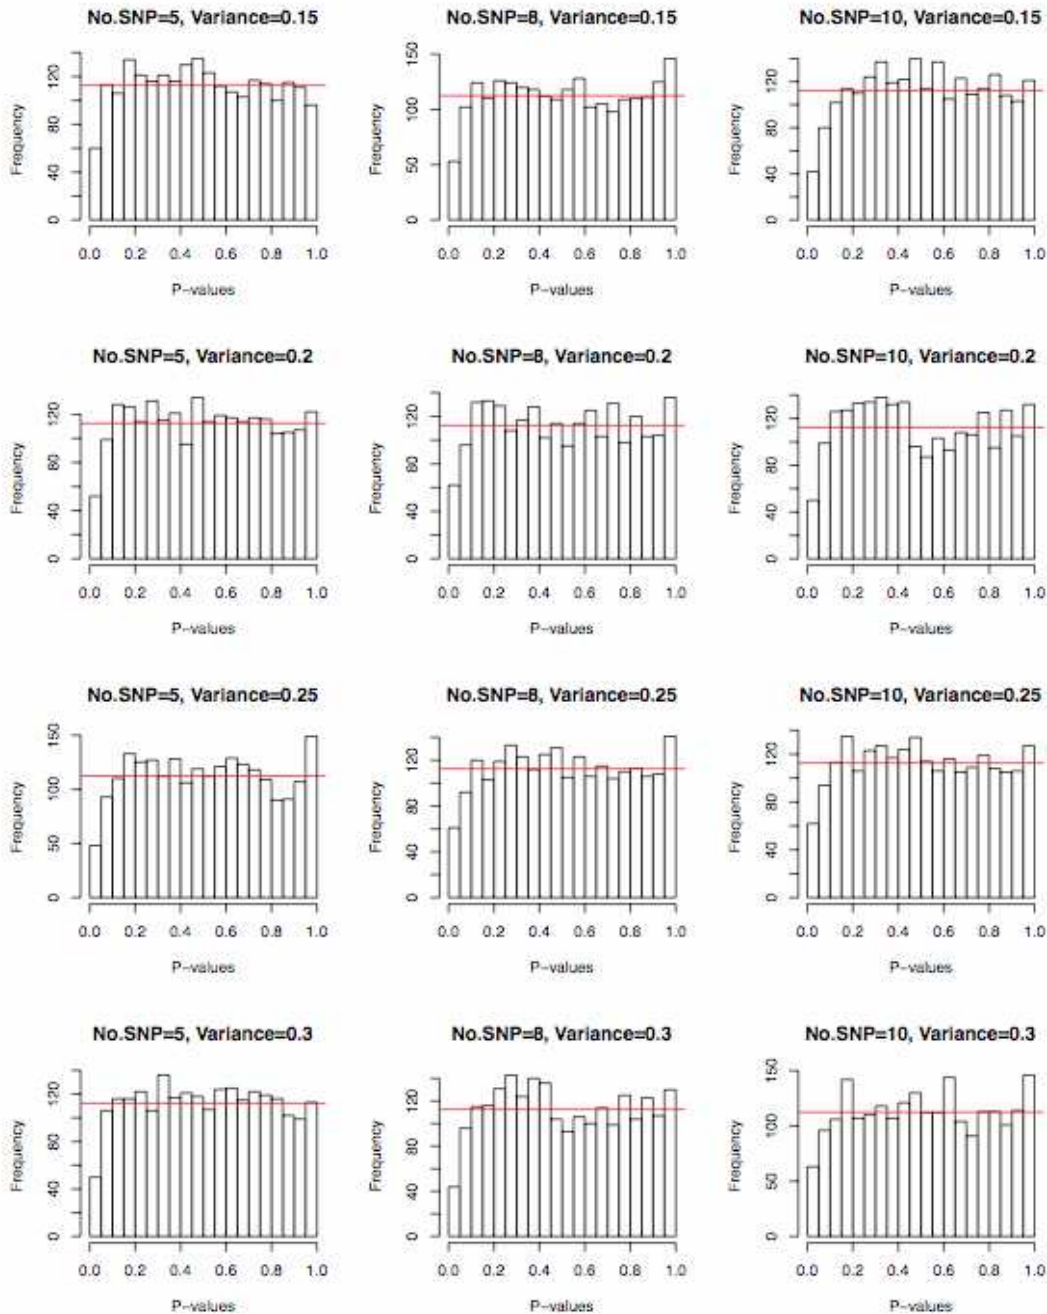 No.SNP=5, Variance=0.15 No.SNP=8, Variance=0.15 No.SNP=10, Variance=0.15
Frequency Frequency Frequency
0 40 80 120 0 50 100 150 0 40 80 120
0.0 0.2 0.4 0.6 0.8 1.0 0.0 0.2 0.4 0.6 0.8 1.0 0.0 0.2 0.4 0.6 0.8 1.0
P-values P-values P-values
No.SNP=5, Variance=0.2 No.SNP=8, Variance=0.2 No.SNP=10, Variance=0.2
Frequency Frequency Frequency
0 40 80 120 0 40 80 120 0 40 80 120
0.0 0.2 0.4 0.6 0.8 1.0 0.0 0.2 0.4 0.6 0.8 1.0 0.0 0.2 0.4 0.6 0.8 1.0
P-values P-values P-values
No.SNP=5, Variance=0.25 No.SNP=8, Variance=0.25 No.SNP=10, Variance=0.25
Frequency Frequency Frequency
0 50 100 150 0 40 80 120 0 40 80 120
0.0 0.2 0.4 0.6 0.8 1.0 0.0 0.2 0.4 0.6 0.8 1.0 0.0 0.2 0.4 0.6 0.8 1.0
P-values P-values P-values
No.SNP=5, Variance=0.3 No.SNP=8, Variance=0.3 No.SNP=10, Variance=0.3
Frequency Frequency Frequency
0 40 80 120 0 40 80 120 0 50 100 150
0.0 0.2 0.4 0.6 0.8 1.0 0.0 0.2 0.4 0.6 0.8 1.0 0.0 0.2 0.4 0.6 0.8 1.0
P-values P-values P-values